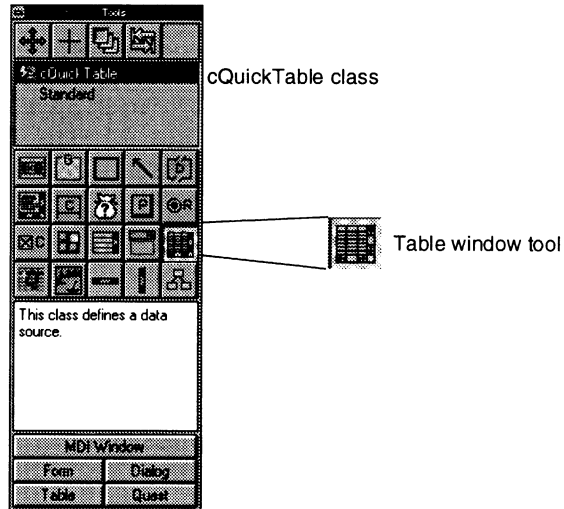 Tools
cQuick Table
Standard
cQuickTable class
C
P
R
C
Table window tool
This class defines a data
source.
MDI Window
Form
Dialog
Table
Quest